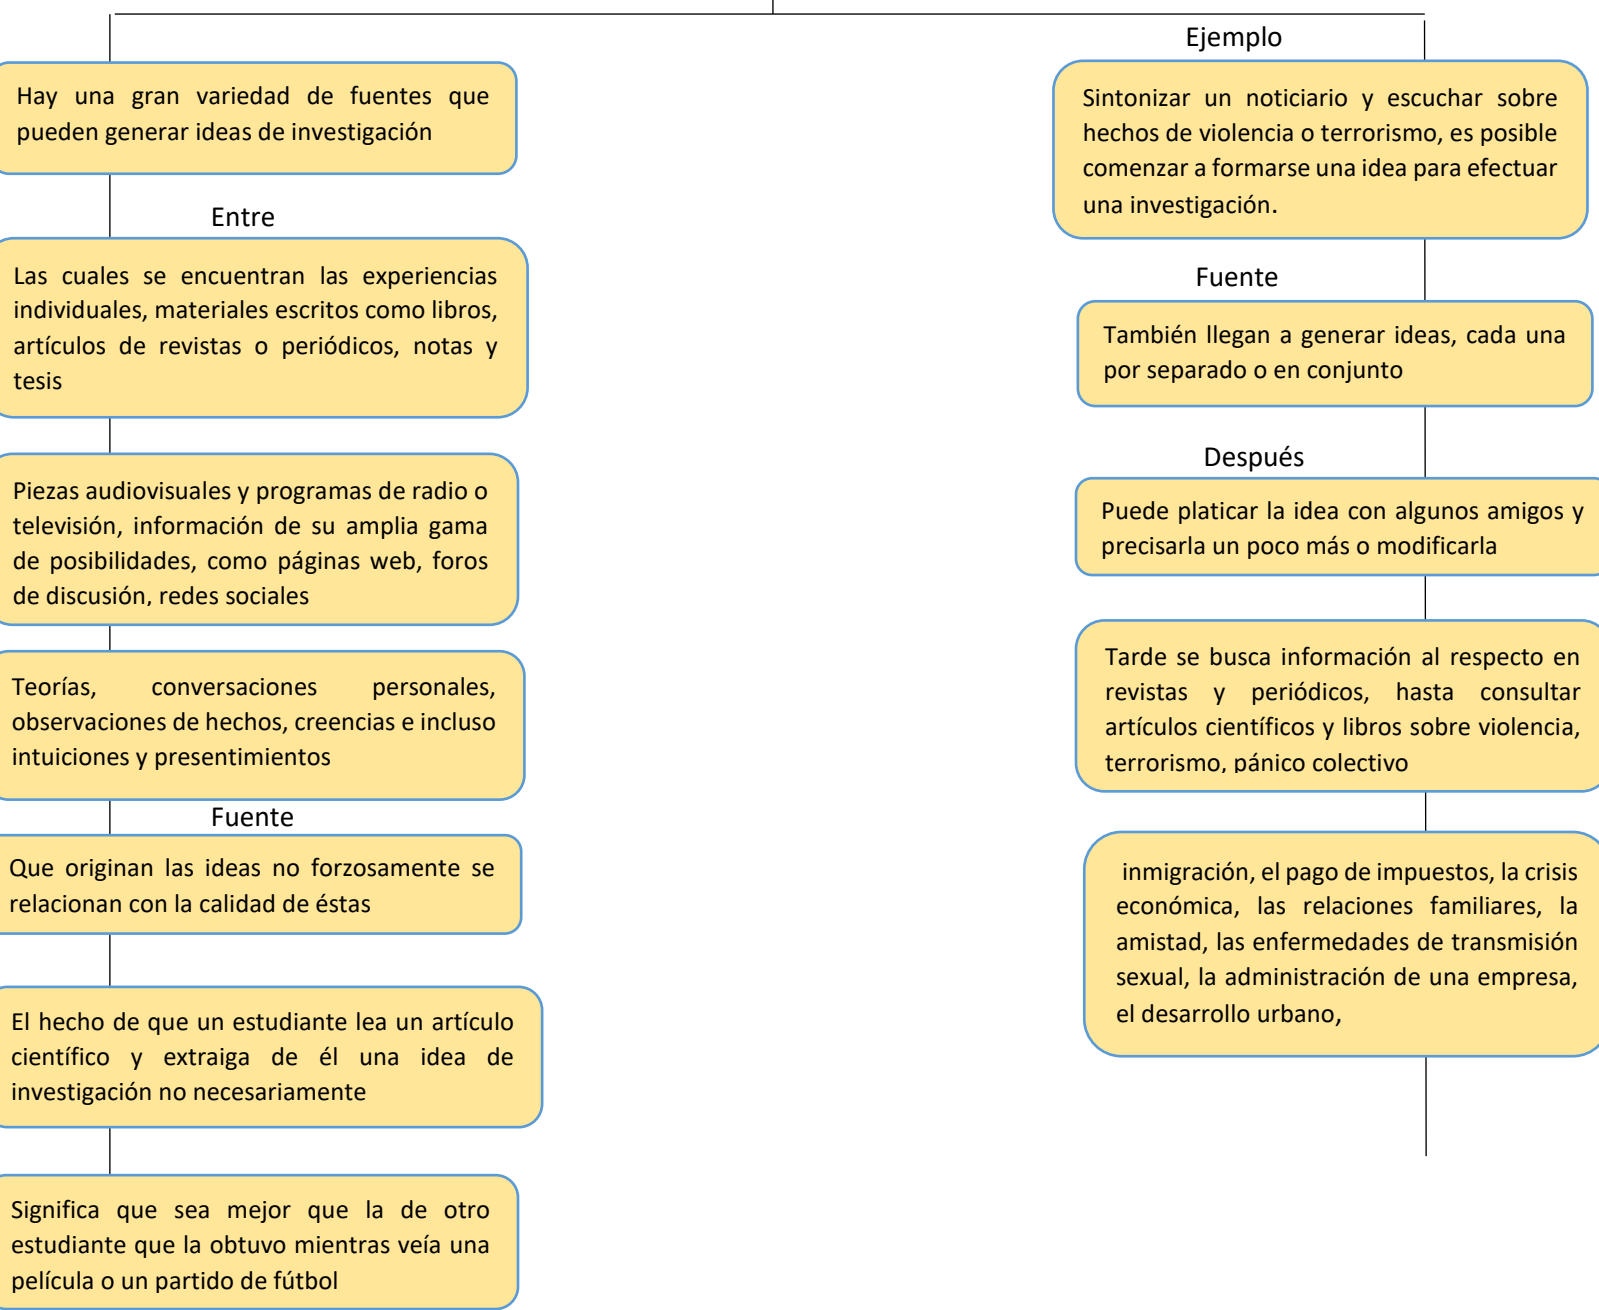 Hay una gran variedad de fuentes que
pueden generar ideas de investigación
Entre
Las cuales se encuentran las experiencias
individuales, materiales escritos como libros,
artículos de revistas o periódicos, notas y
tesis
Piezas audiovisuales y programas de radio o
televisión, información de su amplia gama
de posibilidades, como páginas web, foros
de discusión, redes sociales
Teorías, conversaciones personales,
observaciones de hechos, creencias e incluso
intuiciones y presentimientos
Fuente
Que originan las ideas no forzosamente se
relacionan con la calidad de éstas
El hecho de que un estudiante lea un artículo
científico y extraiga de él una idea de
investigación no necesariamente
Significa que sea mejor que la de otro
estudiante que la obtuvo mientras veía una
película o un partido de fútbol
Ejemplo
Sintonizar un noticiario y escuchar sobre
hechos de violencia o terrorismo, es posible
comenzar a formarse una idea para efectuar
una investigación.
Fuente
También llegan a generar ideas, cada una
por separado o en conjunto
Después
Puede platicar la idea con algunos amigos y
precisarla un poco más o modificarla
Tarde se busca información al respecto en
revistas y periódicos, hasta consultar
artículos científicos y libros sobre violencia,
terrorismo, pánico colectivo
inmigración, el pago de impuestos, la crisis
económica, las relaciones familiares, la
amistad, las enfermedades de transmisión
sexual, la administración de una empresa,
el desarrollo urbano,